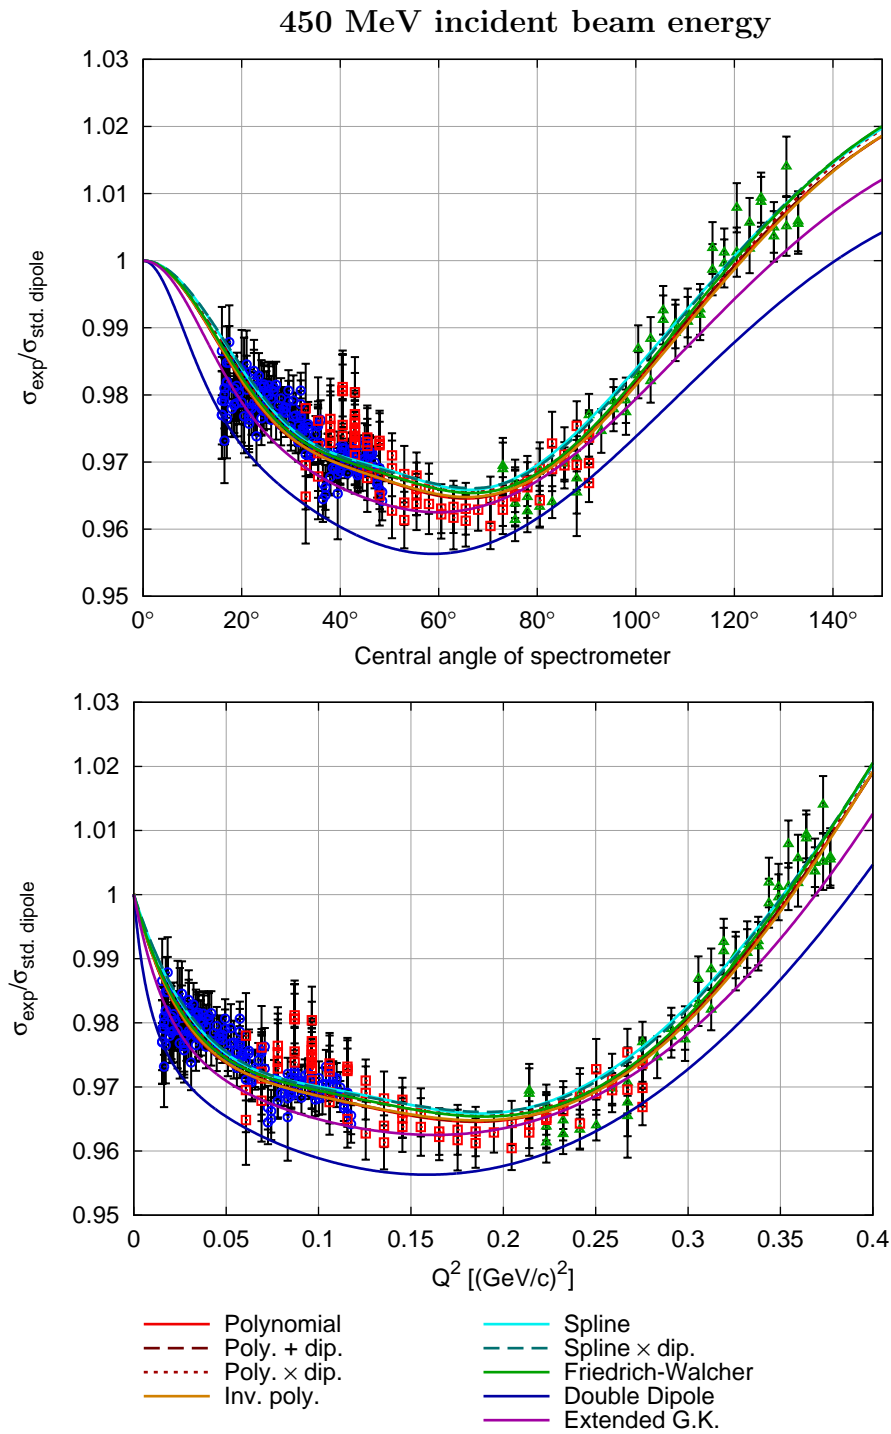 450 MeV incident beam energy
1.03
1.02
1.01
1
0.99
0.98
0.97
0.96
0.95
σexp/σstd. dipole
0° 20° 40° 60° 80° 100° 120° 140°
Central angle of spectrometer
1.03
1.02
1.01
1
0.99
0.98
0.97
0.96
0.95
σexp/σstd. dipole
0 0.05 0.1 0.15 0.2 0.25 0.3 0.35 0.4
Q² [(GeV/c)²]
Polynomial
Poly. + dip.
Poly. × dip.
Inv. poly.
Spline
Spline × dip.
Friedrich-Walcher
Double Dipole
Extended G.K.